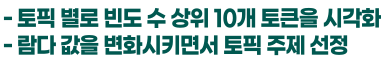 - 토픽 별로 빈도 수 상위 10개 토큰을 시각화
- 람다 값을 변화시키면서 토픽 주제 선정